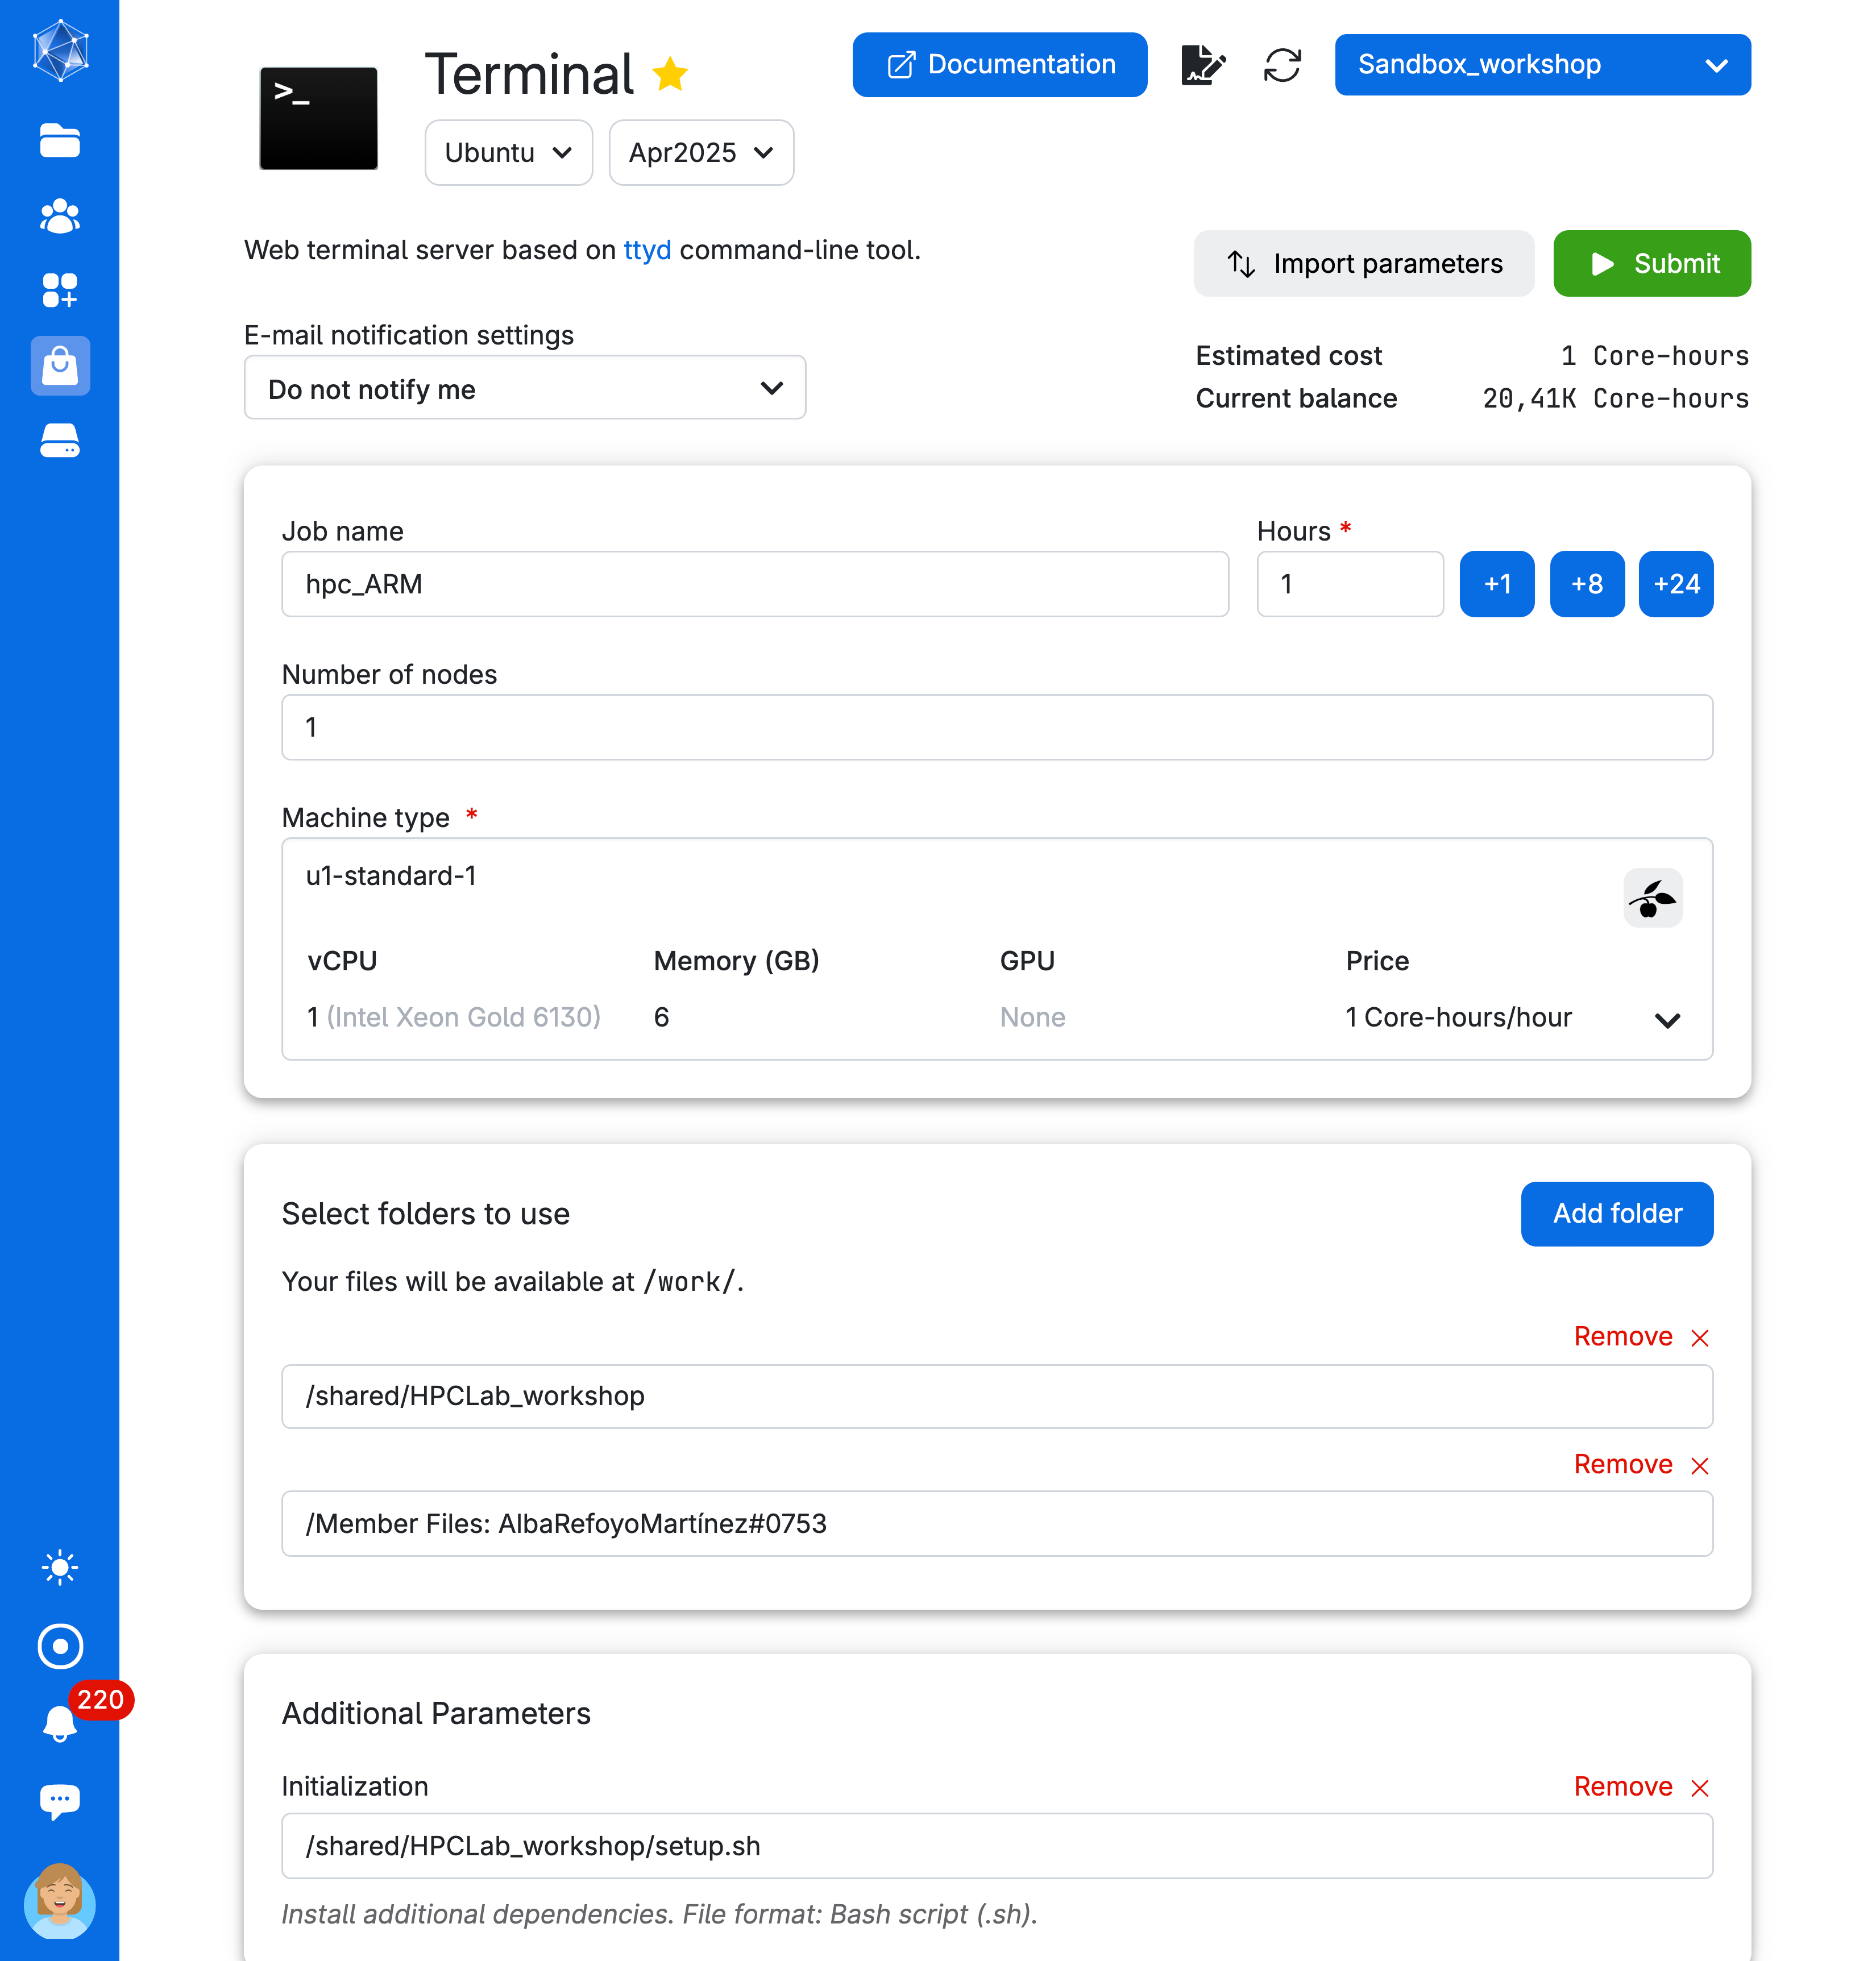 >_
Terminal
Documentation
Sandbox_workshop
Ubuntu
Apr2025
Web terminal server based on ttyd command-line tool.
Import parameters
Submit
E-mail notification settings
Do not notify me
Estimated cost 1 Core-hours
Current balance 20,41K Core-hours
Job name
Hours *
hpc_ARM
1
+1
+8
+24
Number of nodes
1
Machine type *
u1-standard-1
vCPU Memory (GB) GPU Price
1 (Intel Xeon Gold 6130) 6 None 1 Core-hours/hour
Select folders to use
Add folder
Your files will be available at /work/.
Remove
/shared/HPCLab_workshop
Remove
/Member Files: AlbaRefoyoMartínez#0753
220
Additional Parameters
Initialization
Remove
/shared/HPCLab_workshop/setup.sh
Install additional dependencies. File format: Bash script (.sh).